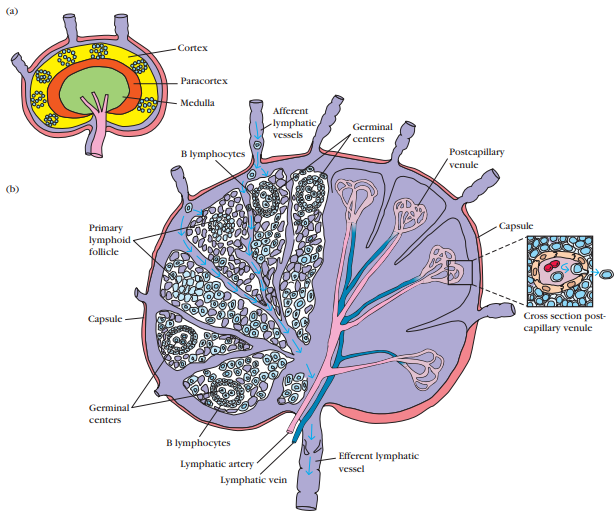 (a)
Cortex
Paracortex
Medulla
Afferent
lymphatic
vessels
Germinal
centers
B lymphocytes
Postcapillary
venule
(b)
Primary
lymphoid
follicle
Capsule
Cross section post-
capillary venule
Capsule
Germinal
centers
B lymphocytes
Lymphatic artery
Lymphatic vein
Efferent lymphatic
vessel